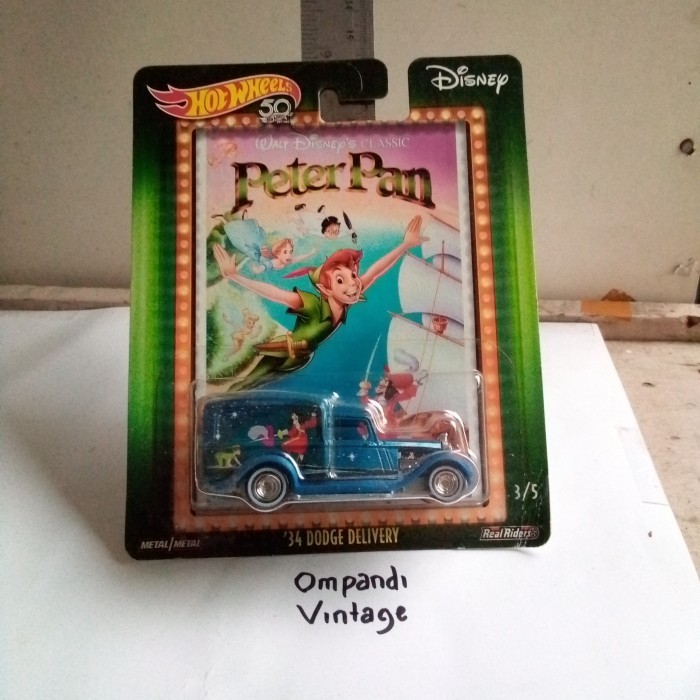 HOT WHEELS
50
Disney
Walt Disney's CLASSIC
Peter Pan
3/5
'34 DODGE DELIVERY
METAL/METAL
Real Riders
Ompandi
Vintage